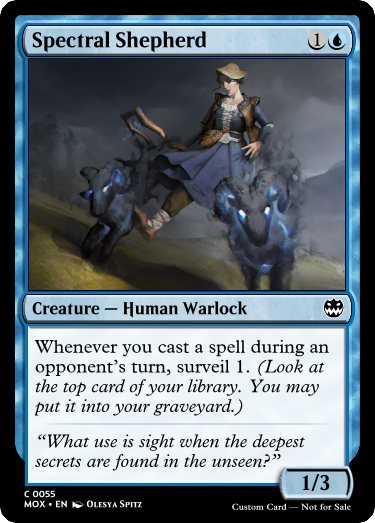 Spectral Shepherd 1
Creature — Human Warlock
Whenever you cast a spell during an
opponent's turn, surveil 1. (Look at
the top card of your library. You may
put it into your graveyard.)
“What use is sight when the deepest
secrets are found in the unseen?”
1/3
C 0055
MOX • EN Olesya Spitz
Custom Card — Not for Sale